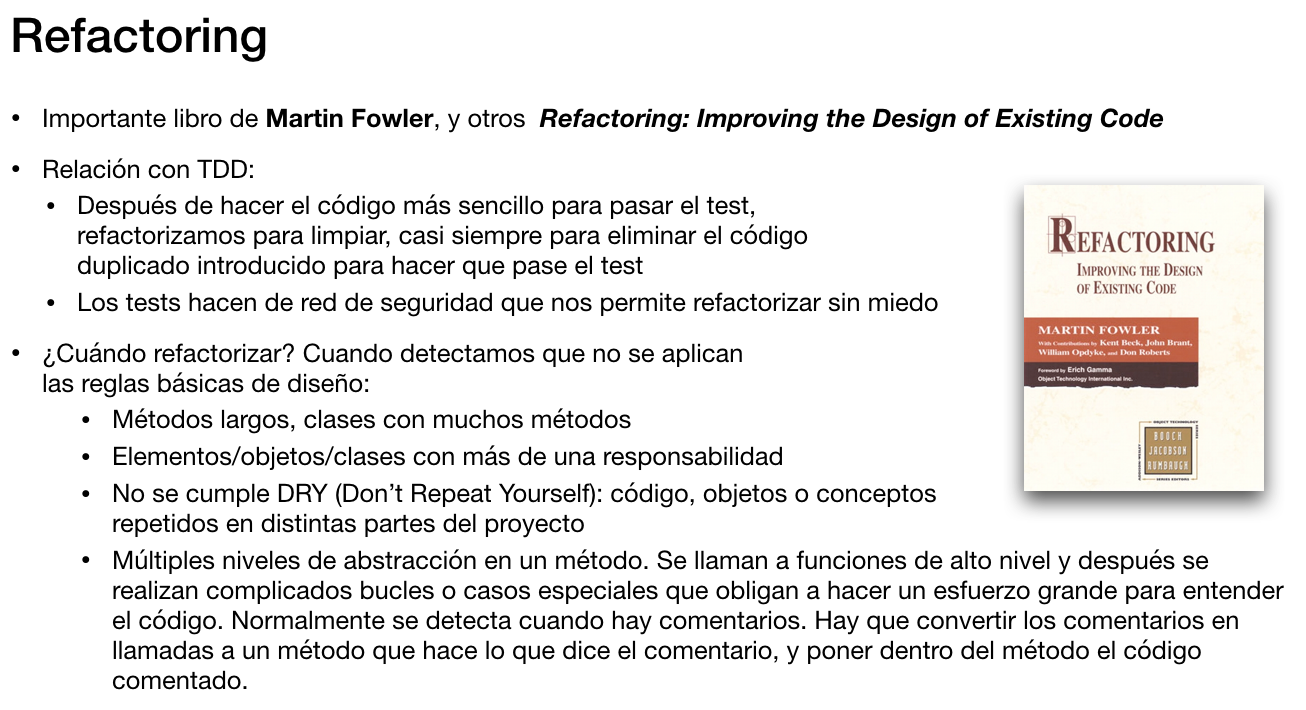 Refactoring
• Importante libro de Martin Fowler, y otros Refactoring: Improving the Design of Existing Code
• Relación con TDD:
• Después de hacer el código más sencillo para pasar el test,
refactorizamos para limpiar, casi siempre para eliminar el código
duplicado introducido para hacer que pase el test
• Los tests hacen de red de seguridad que nos permite refactorizar sin miedo
• ¿Cuándo refactorizar? Cuando detectamos que no se aplican
las reglas básicas de diseño:
• Métodos largos, clases con muchos métodos
• Elementos/objetos/clases con más de una responsabilidad
• No se cumple DRY (Don’t Repeat Yourself): código, objetos o conceptos
repetidos en distintas partes del proyecto
• Múltiples niveles de abstracción en un método. Se llaman a funciones de alto nivel y después se
realizan complicados bucles o casos especiales que obligan a hacer un esfuerzo grande para entender
el código. Normalmente se detecta cuando hay comentarios. Hay que convertir los comentarios en
llamadas a un método que hace lo que dice el comentario, y poner dentro del método el código
comentado.
REFACTORING
IMPROVING THE DESIGN
OF EXISTING CODE
MARTIN FOWLER
With Contributions by Kent Beck, John Brant,
William Opdyke, and Don Roberts
Foreword by Erich Gamma
Object Technology International Inc.
OBJECT TECHNOLOGY
SERIES
BOOCH
JACOBSON
RUMBAUGH
ADDISON-WESLEY
SERIES EDITORS